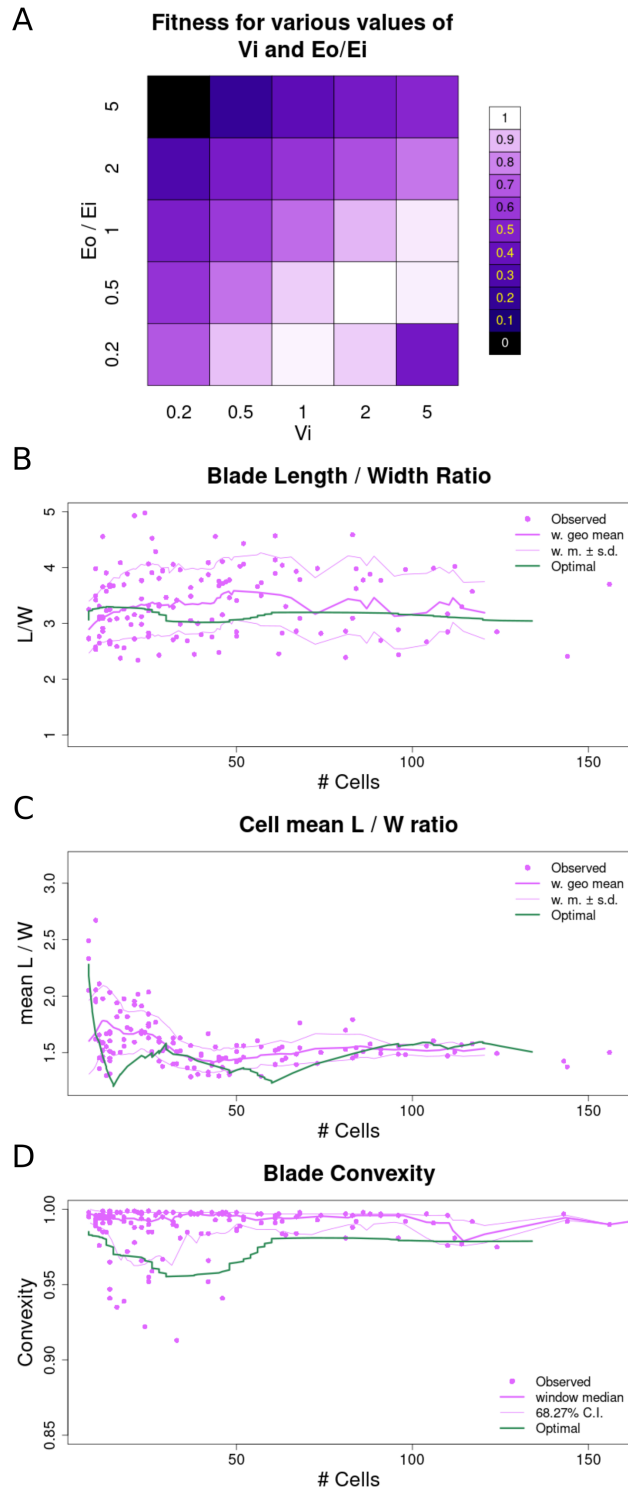 A
Fitness for various values of
Vi and Eo/Ei
Eo / Ei
5
2
1
0.5
0.2
0.2 0.5 1 2 5
Vi
1
0.9
0.8
0.7
0.6
0.5
0.4
0.3
0.2
0.1
0
B
Blade Length / Width Ratio
Observed
w. geo mean
w. m. ± s.d.
Optimal
L/W
5
4
3
2
1
50 100 150
# Cells
C
Cell mean L / W ratio
Observed
w. geo mean
w. m. ± s.d.
Optimal
mean L / W
3.0
2.5
2.0
1.5
50 100 150
# Cells
D
Blade Convexity
Convexity
1.00
0.95
0.90
0.85
Observed
window median
68.27% C.I.
Optimal
50 100 150
# Cells